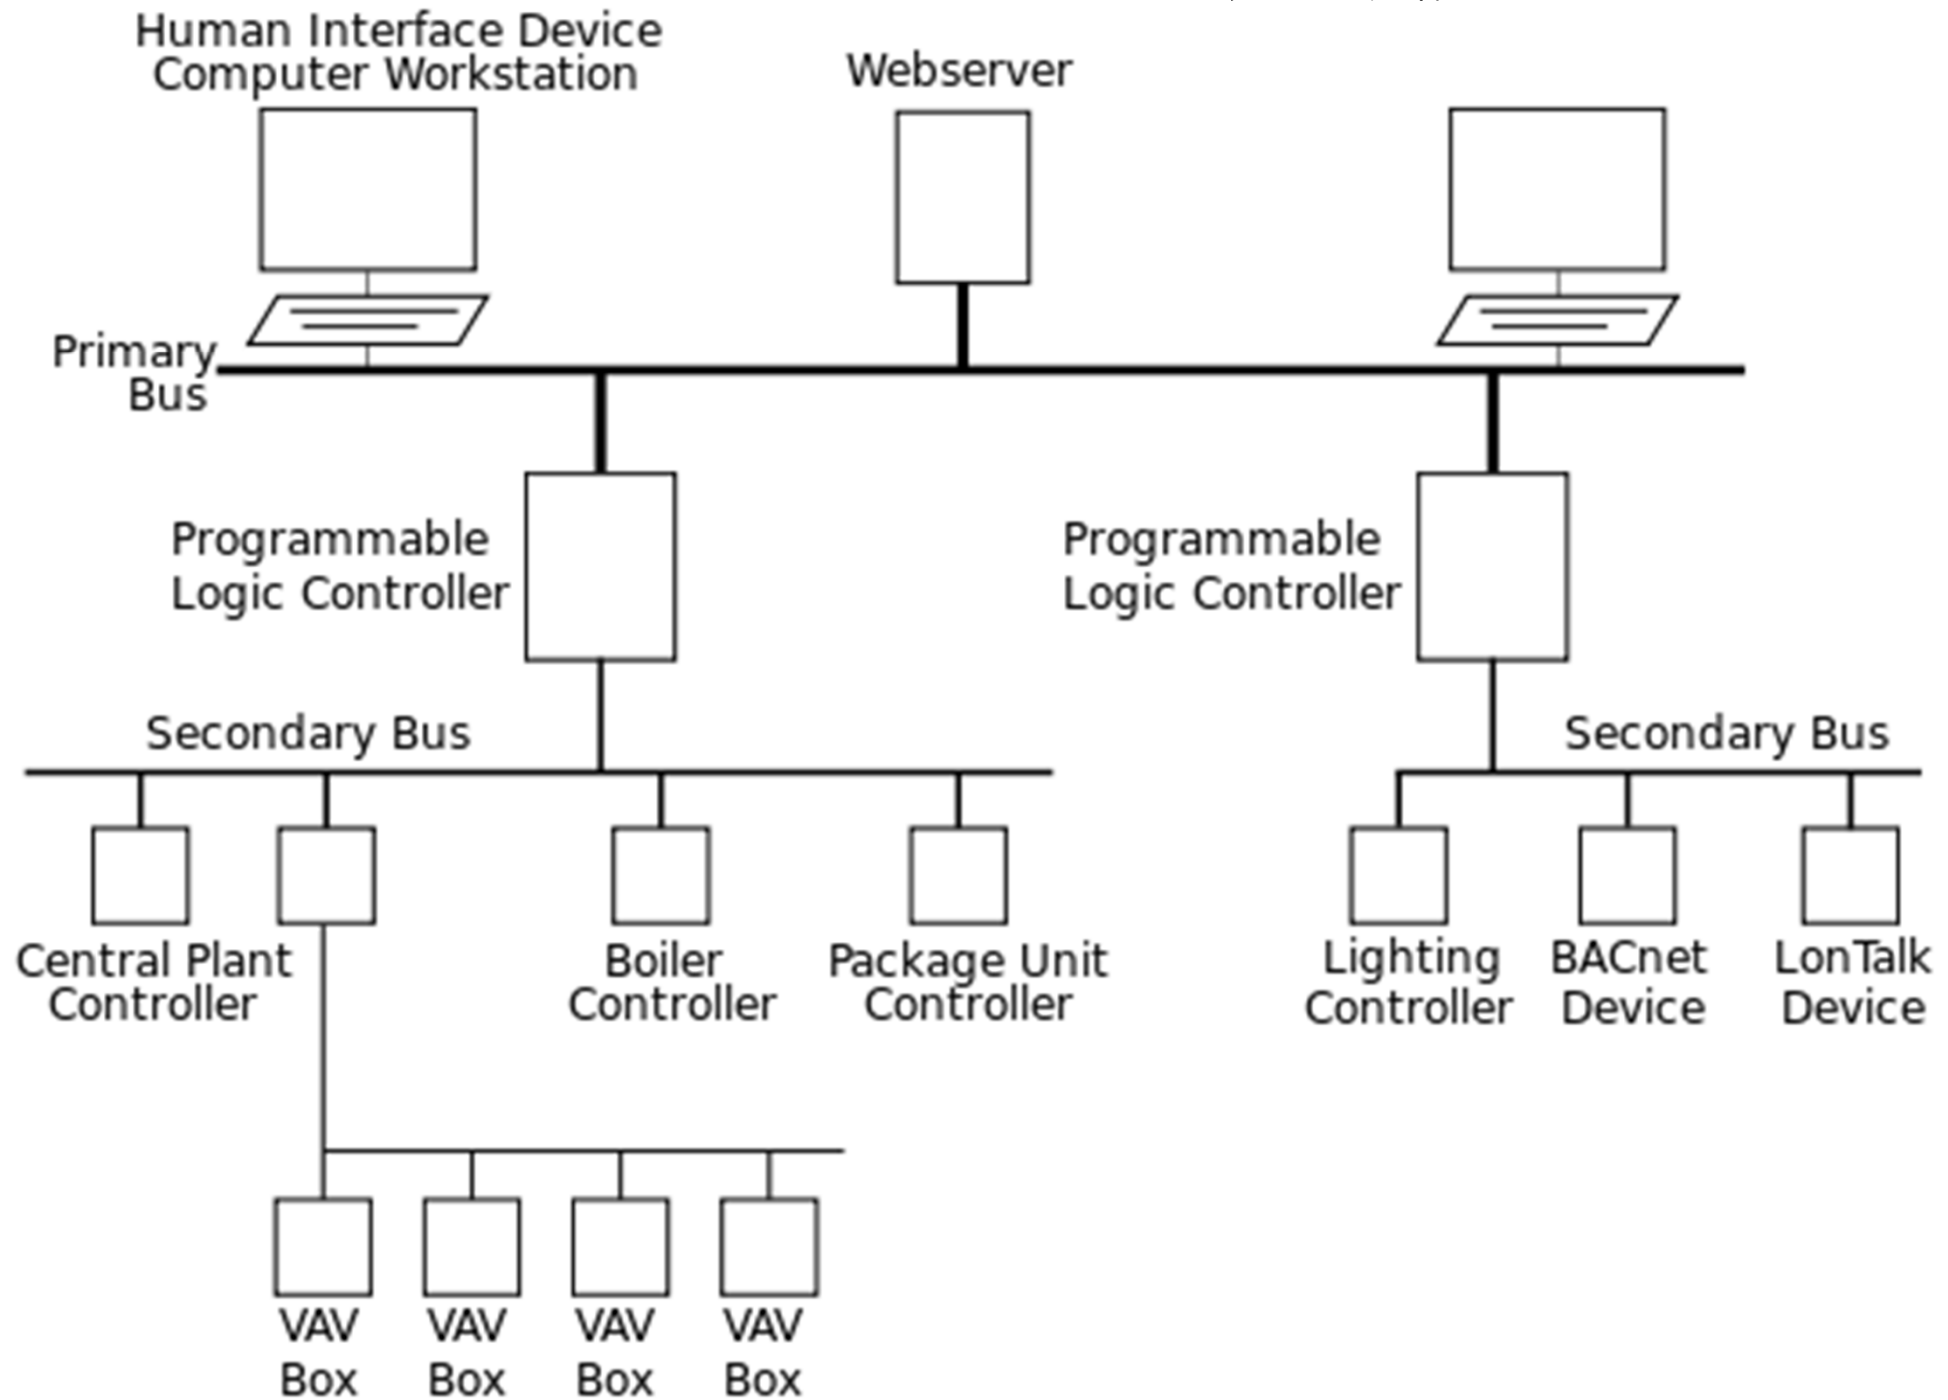 Human Interface Device
Computer Workstation
Webserver
Primary
Bus
Programmable
Logic Controller
Programmable
Logic Controller
Secondary Bus
Secondary Bus
Central Plant
Controller
Boiler
Controller
Package Unit
Controller
Lighting
Controller
BACnet
Device
LonTalk
Device
VAV
Box
VAV
Box
VAV
Box
VAV
Box